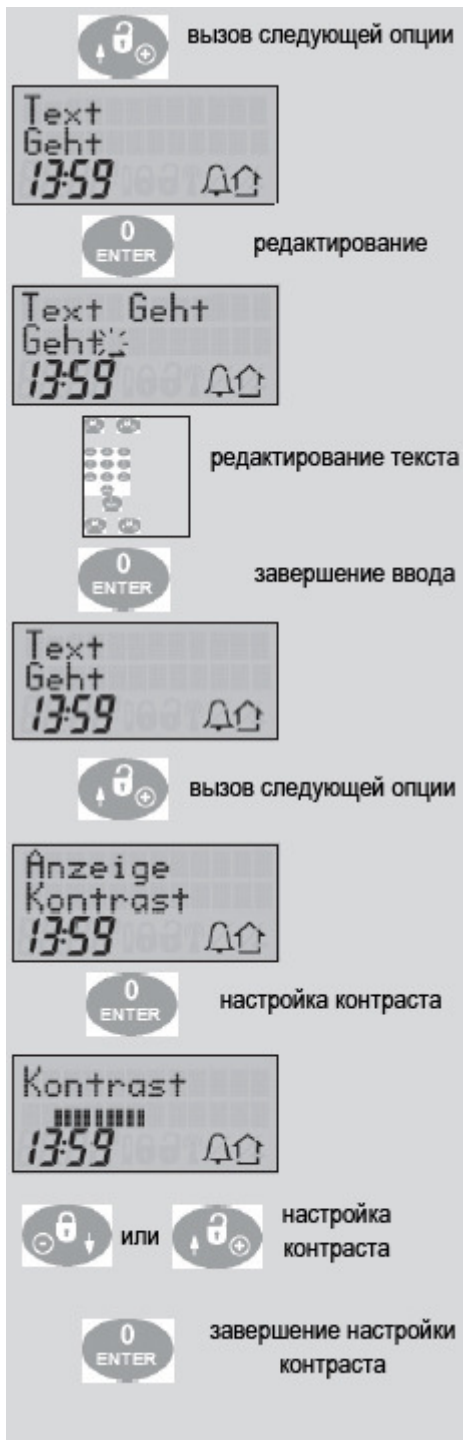 вызов следующей опции
Text
Geht
13:59
0
ENTER
редактирование
Text Geht
Geht
13:59
редактирование текста
0
ENTER
завершение ввода
Text
Geht
13:59
вызов следующей опции
Anzeige
Kontrast
13:59
0
ENTER
настройка контраста
Kontrast
13:59
или
настройка
контраста
0
ENTER
завершение настройки
контраста